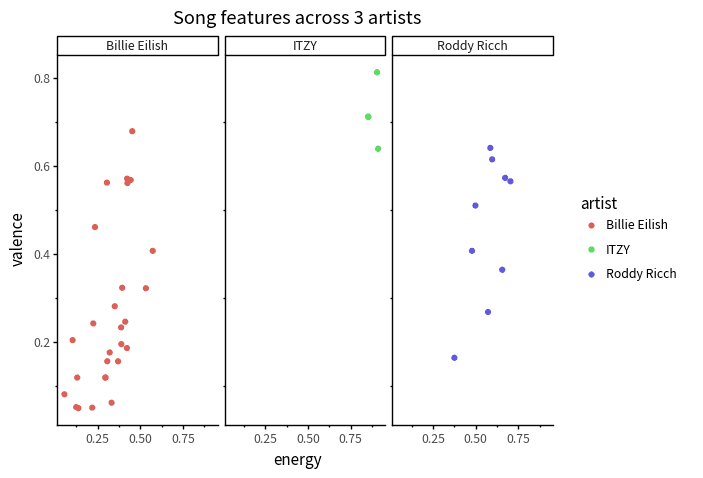 Song features across 3 artists
Billie Eilish
ITZY
Roddy Ricch
0.8
0.6
0.4
0.2
valence
0.25 0.50 0.75
0.25 0.50 0.75
0.25 0.50 0.75
energy
artist
Billie Eilish
ITZY
Roddy Ricch